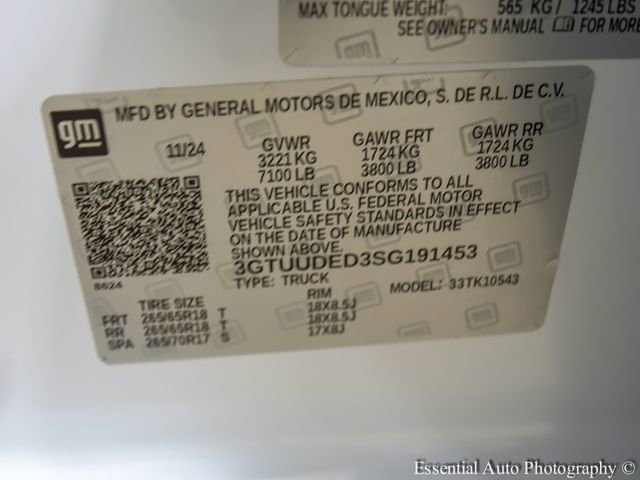 MAX TONGUE WEIGHT: 565 KG / 1245 LBS
SEE OWNER'S MANUAL FOR MORE
gm
MFD BY GENERAL MOTORS DE MEXICO, S. DE R.L. DE C.V.
11/24 GVWR GAWR FRT GAWR RR
3221 KG 1724 KG 1724 KG
7100 LB 3800 LB 3800 LB
THIS VEHICLE CONFORMS TO ALL
APPLICABLE U.S. FEDERAL MOTOR
VEHICLE SAFETY STANDARDS IN EFFECT
ON THE DATE OF MANUFACTURE
SHOWN ABOVE.
3GTUUDED3SG191453
8624
TYPE: TRUCK MODEL: 33TK10543
TIRE SIZE RIM
FRT 265/65R18 T 18X8.5J
RR 265/65R18 T 18X8.5J
SPA 265/70R17 S 17X8J
Essential Auto Photography ©